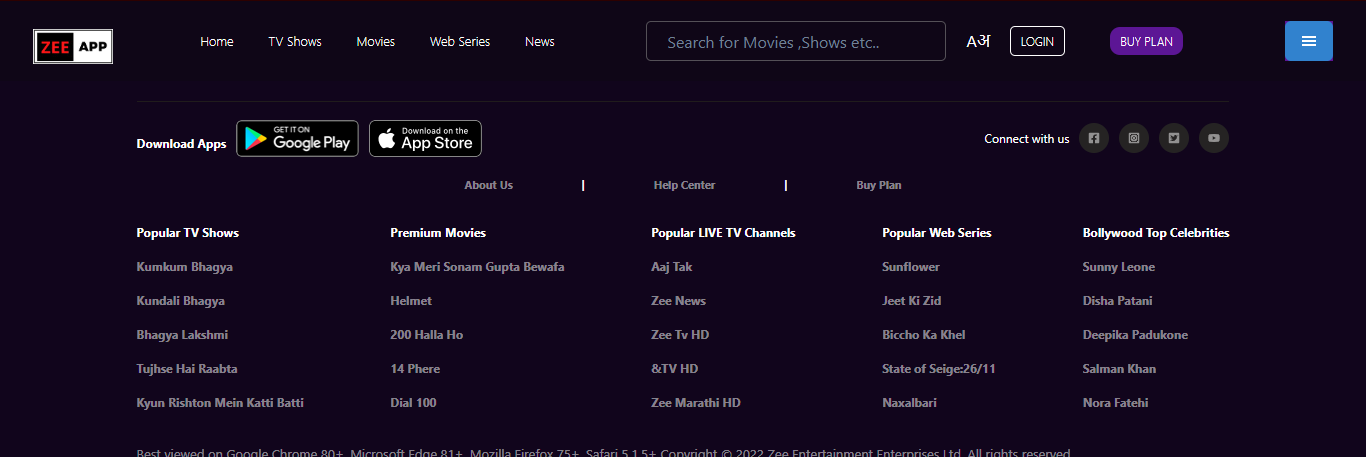 ZEE APP Home TV Shows Movies Web Series News Search for Movies ,Shows etc.. Aअ LOGIN BUY PLAN
Download Apps GET IT ON Google Play Download on the App Store Connect with us
About Us | Help Center | Buy Plan
Popular TV Shows Premium Movies Popular LIVE TV Channels Popular Web Series Bollywood Top Celebrities
Kumkum Bhagya Kya Meri Sonam Gupta Bewafa Aaj Tak Sunflower Sunny Leone
Kundali Bhagya Helmet Zee News Jeet Ki Zid Disha Patani
Bhagya Lakshmi 200 Halla Ho Zee Tv HD Biccho Ka Khel Deepika Padukone
Tujhse Hai Raabta 14 Phere &TV HD State of Seige:26/11 Salman Khan
Kyun Rishton Mein Katti Batti Dial 100 Zee Marathi HD Naxalbari Nora Fatehi
Best viewed on Google Chrome 80+, Microsoft Edge 81+, Mozilla Firefox 75+, Safari 5.1.5+ Copyright © 2022 Zee Entertainment Enterprises Ltd. All rights reserved.